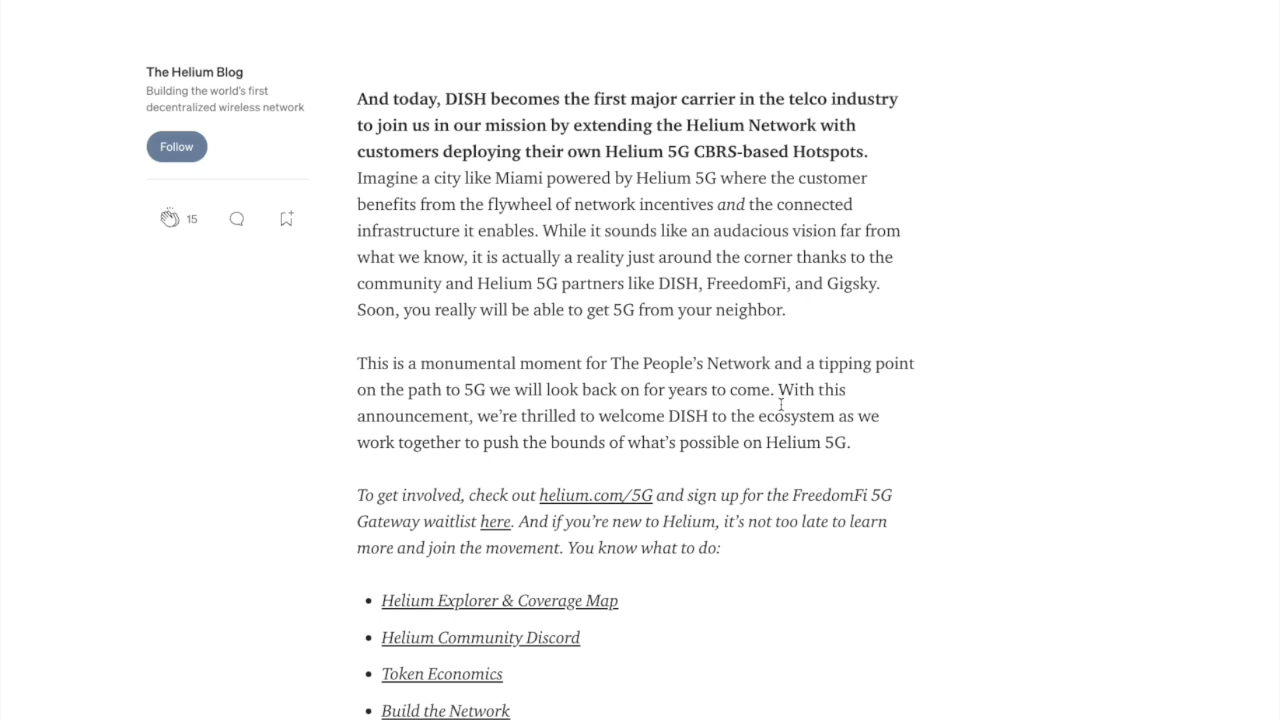 The Helium Blog
Building the world's first
decentralized wireless network
Follow
15
And today, DISH becomes the first major carrier in the telco industry
to join us in our mission by extending the Helium Network with
customers deploying their own Helium 5G CBRS-based Hotspots.
Imagine a city like Miami powered by Helium 5G where the customer
benefits from the flywheel of network incentives and the connected
infrastructure it enables. While it sounds like an audacious vision far from
what we know, it is actually a reality just around the corner thanks to the
community and Helium 5G partners like DISH, FreedomFi, and Gigsky.
Soon, you really will be able to get 5G from your neighbor.
This is a monumental moment for The People’s Network and a tipping point
on the path to 5G we will look back on for years to come. With this
announcement, we’re thrilled to welcome DISH to the ecosystem as we
work together to push the bounds of what’s possible on Helium 5G.
To get involved, check out helium.com/5G and sign up for the FreedomFi 5G
Gateway waitlist here. And if you’re new to Helium, it’s not too late to learn
more and join the movement. You know what to do:
• Helium Explorer & Coverage Map
• Helium Community Discord
• Token Economics
• Build the Network